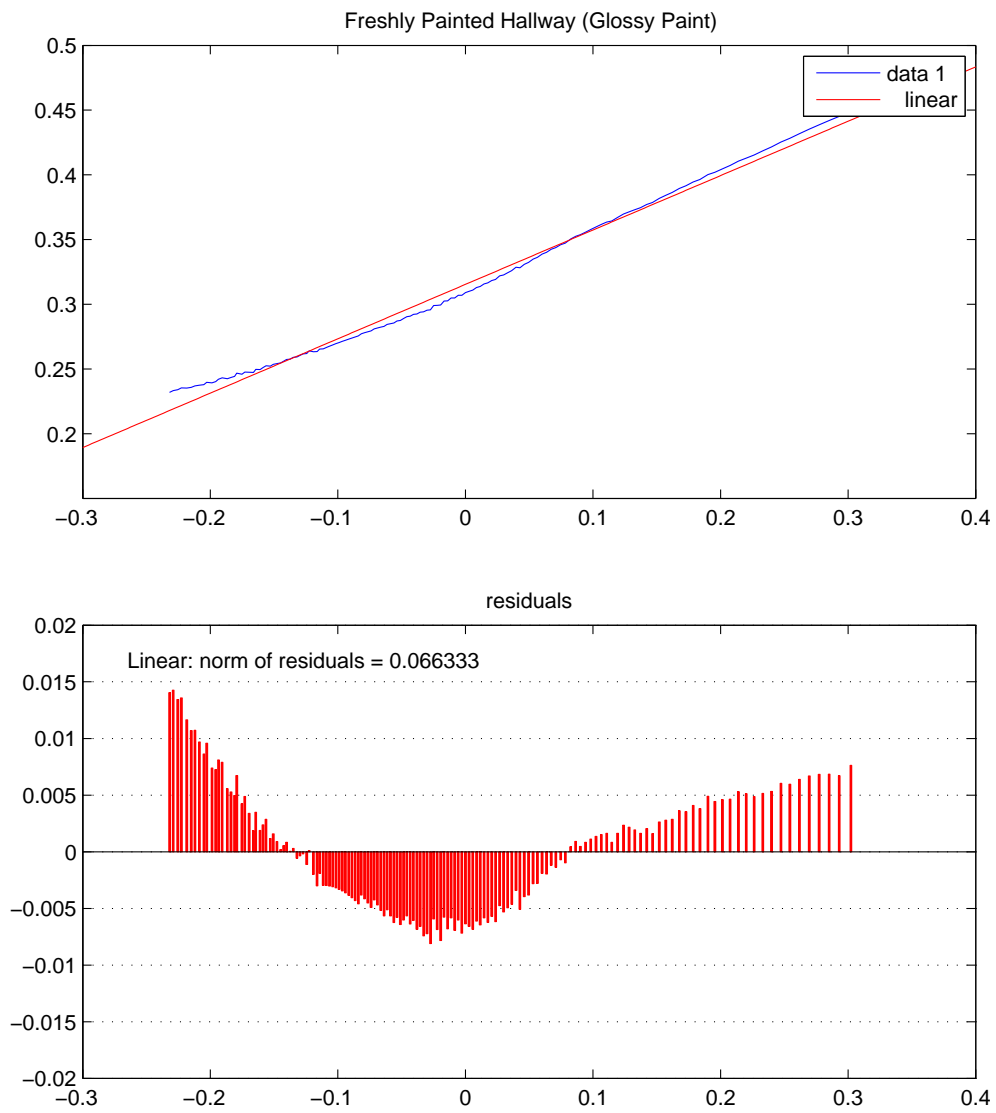 Freshly Painted Hallway (Glossy Paint)
0.5
0.45
0.4
0.35
0.3
0.25
0.2
−0.3 −0.2 −0.1 0 0.1 0.2 0.3 0.4
data 1
linear
residuals
0.02
0.015
0.01
0.005
0
−0.005
−0.01
−0.015
−0.02
Linear: norm of residuals = 0.066333
−0.3 −0.2 −0.1 0 0.1 0.2 0.3 0.4